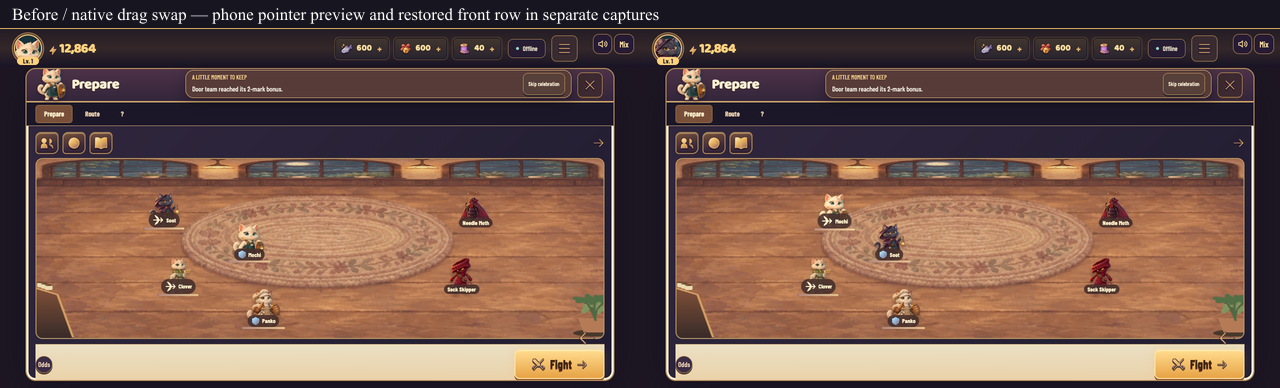 Before / native drag swap — phone pointer preview and restored front row in separate captures
12,864
Lv. 1
600 +
600 +
40 +
Offline
Mix
Prepare
A LITTLE MOMENT TO KEEP
Door team reached its 2-mark bonus.
Skip celebration
Prepare
Route
?
Soot
Mochi
Needle Moth
Clover
Sock Skipper
Panko
Odds
Fight
12,864
Lv. 1
600 +
600 +
40 +
Offline
Mix
Prepare
A LITTLE MOMENT TO KEEP
Door team reached its 2-mark bonus.
Skip celebration
Prepare
Route
?
Mochi
Soot
Needle Moth
Clover
Sock Skipper
Panko
Odds
Fight